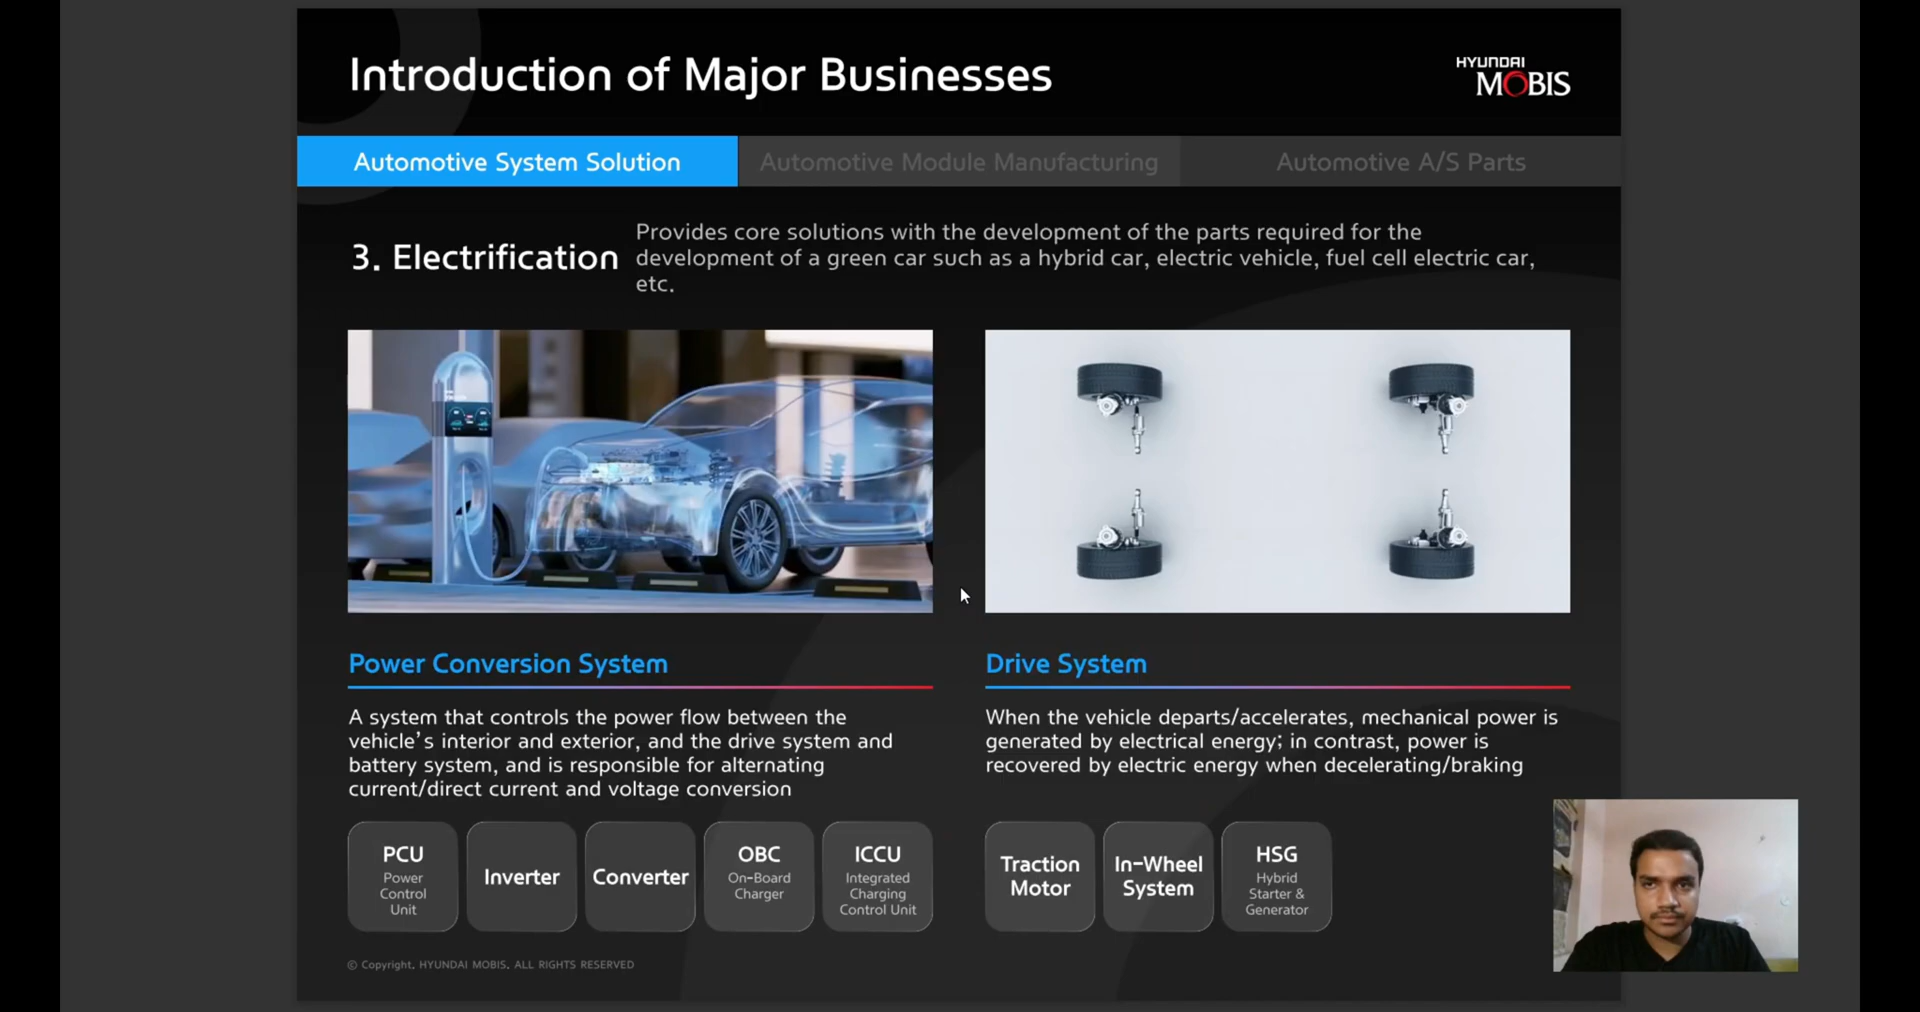 Introduction of Major Businesses
HYUNDAI
MOBIS
Automotive System Solution
Automotive Module Manufacturing
Automotive A/S Parts
3. Electrification
Provides core solutions with the development of the parts required for the
development of a green car such as a hybrid car, electric vehicle, fuel cell electric car,
etc.
Power Conversion System
A system that controls the power flow between the
vehicle's interior and exterior, and the drive system and
battery system, and is responsible for alternating
current/direct current and voltage conversion
PCU
Power
Control
Unit
Inverter
Converter
OBC
On-Board
Charger
ICCU
Integrated
Charging
Control Unit
Drive System
When the vehicle departs/accelerates, mechanical power is
generated by electrical energy; in contrast, power is
recovered by electric energy when decelerating/braking
Traction
Motor
In-Wheel
System
HSG
Hybrid
Starter &
Generator
© Copyright. HYUNDAI MOBIS. ALL RIGHTS RESERVED